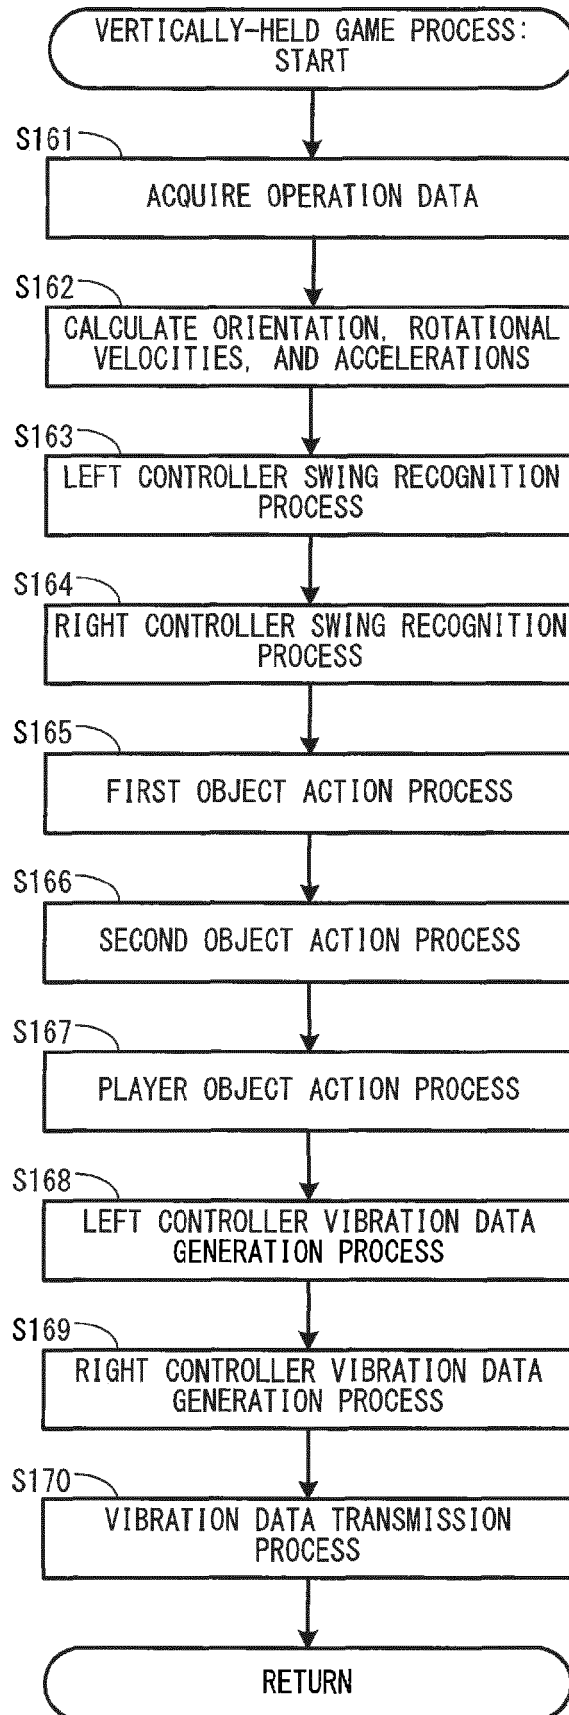 VERTICALLY-HELD GAME PROCESS:
START
S161
ACQUIRE OPERATION DATA
S162
CALCULATE ORIENTATION, ROTATIONAL
VELOCITIES, AND ACCELERATIONS
S163
LEFT CONTROLLER SWING RECOGNITION
PROCESS
S164
RIGHT CONTROLLER SWING RECOGNITION
PROCESS
S165
FIRST OBJECT ACTION PROCESS
S166
SECOND OBJECT ACTION PROCESS
S167
PLAYER OBJECT ACTION PROCESS
S168
LEFT CONTROLLER VIBRATION DATA
GENERATION PROCESS
S169
RIGHT CONTROLLER VIBRATION DATA
GENERATION PROCESS
S170
VIBRATION DATA TRANSMISSION
PROCESS
RETURN